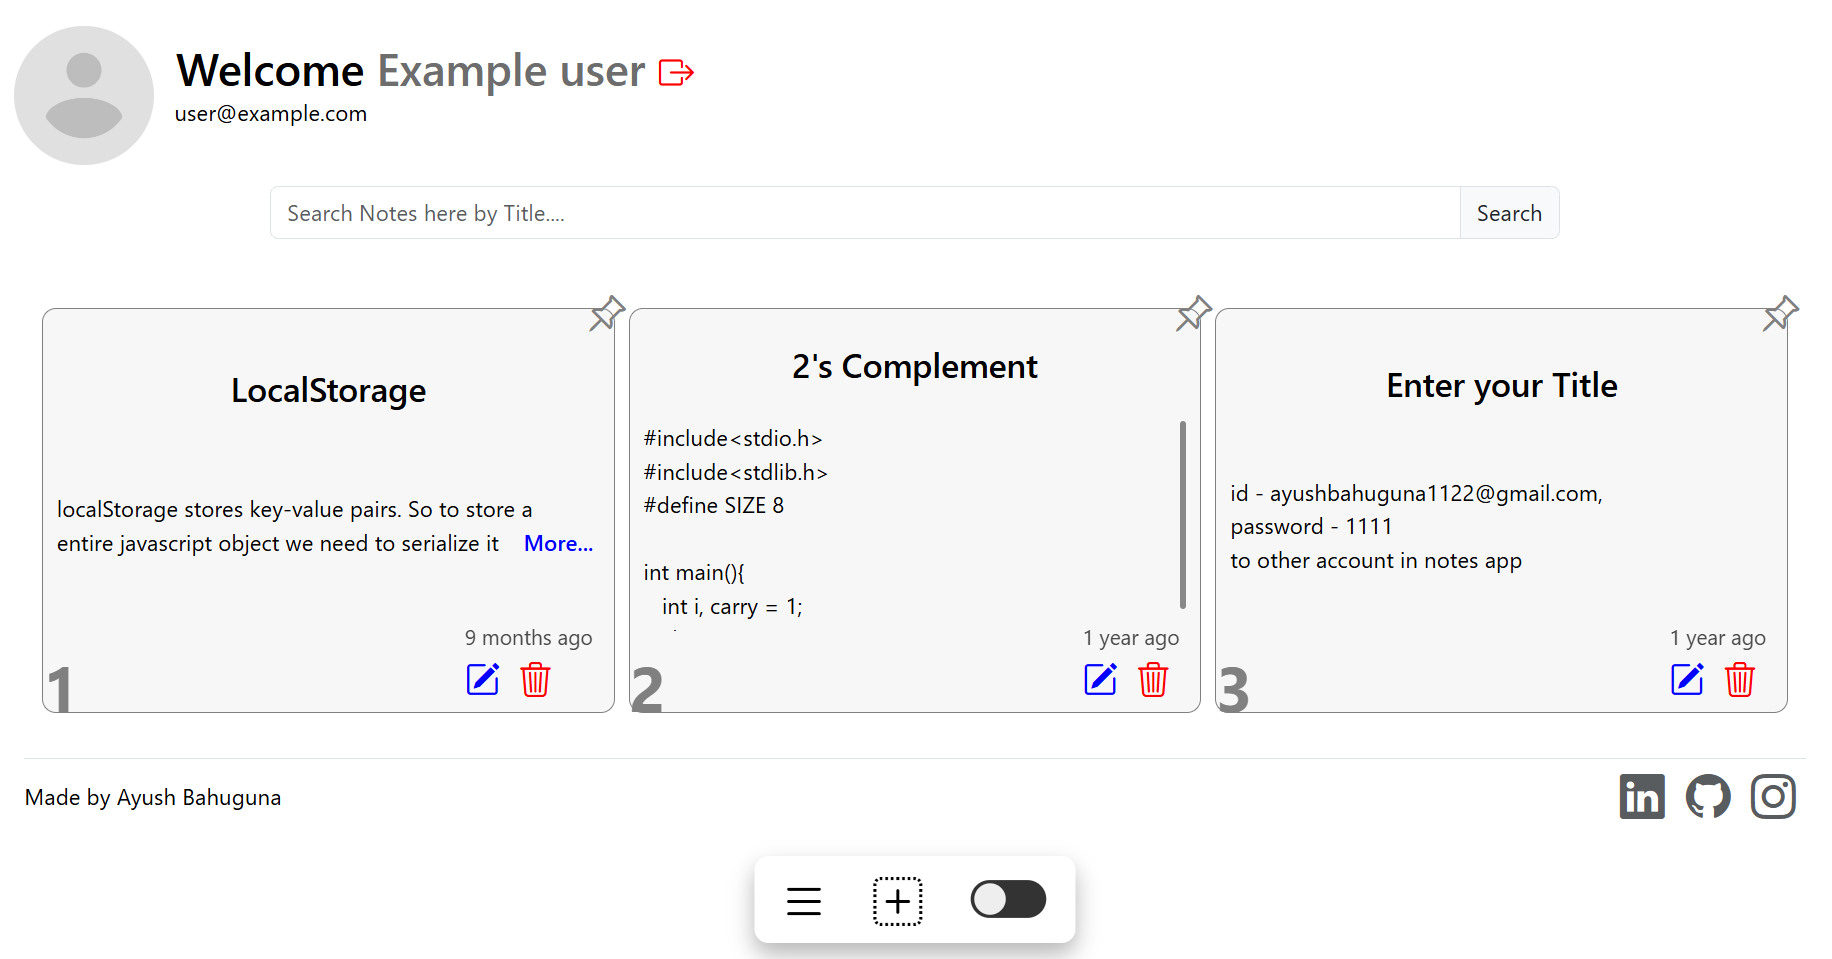 Welcome Example user
user@example.com
Search Notes here by Title....
Search
LocalStorage
localStorage stores key-value pairs. So to store a
entire javascript object we need to serialize it More...
9 months ago
1
2's Complement
#include<stdio.h>
#include<stdlib.h>
#define SIZE 8
int main(){
int i, carry = 1;
1 year ago
2
Enter your Title
id - ayushbahuguna1122@gmail.com,
password - 1111
to other account in notes app
1 year ago
3
Made by Ayush Bahuguna
in